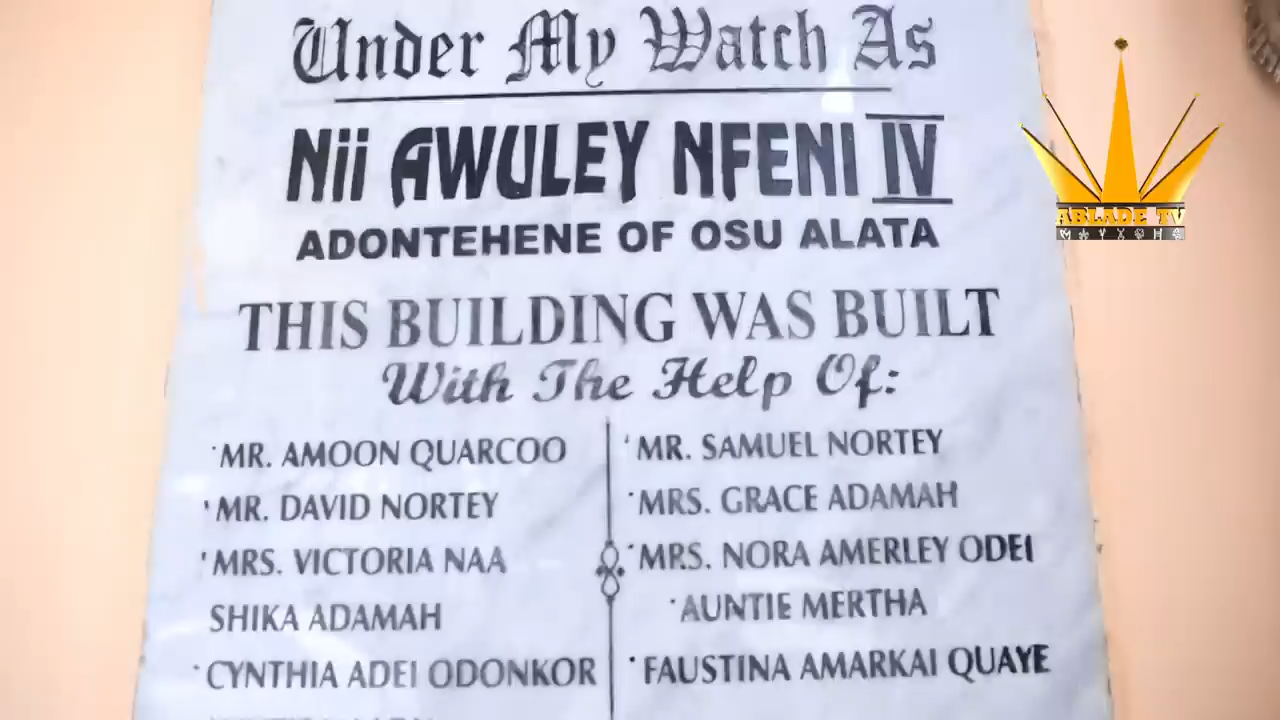 Under My Watch As
Nii AWULEY NFENI IV
ADONTEHENE OF OSU ALATA
THIS BUILDING WAS BUILT
With The Help Of:
MR. AMOON QUARCOO
MR. DAVID NORTEY
MRS. VICTORIA NAA
SHIKA ADAMAH
CYNTHIA ADEI ODONKOR
MR. SAMUEL NORTEY
MRS. GRACE ADAMAH
MRS. NORA AMERLEY ODEI
AUNTIE MERTHA
FAUSTINA AMARKAI QUAYE
ABLADE TV